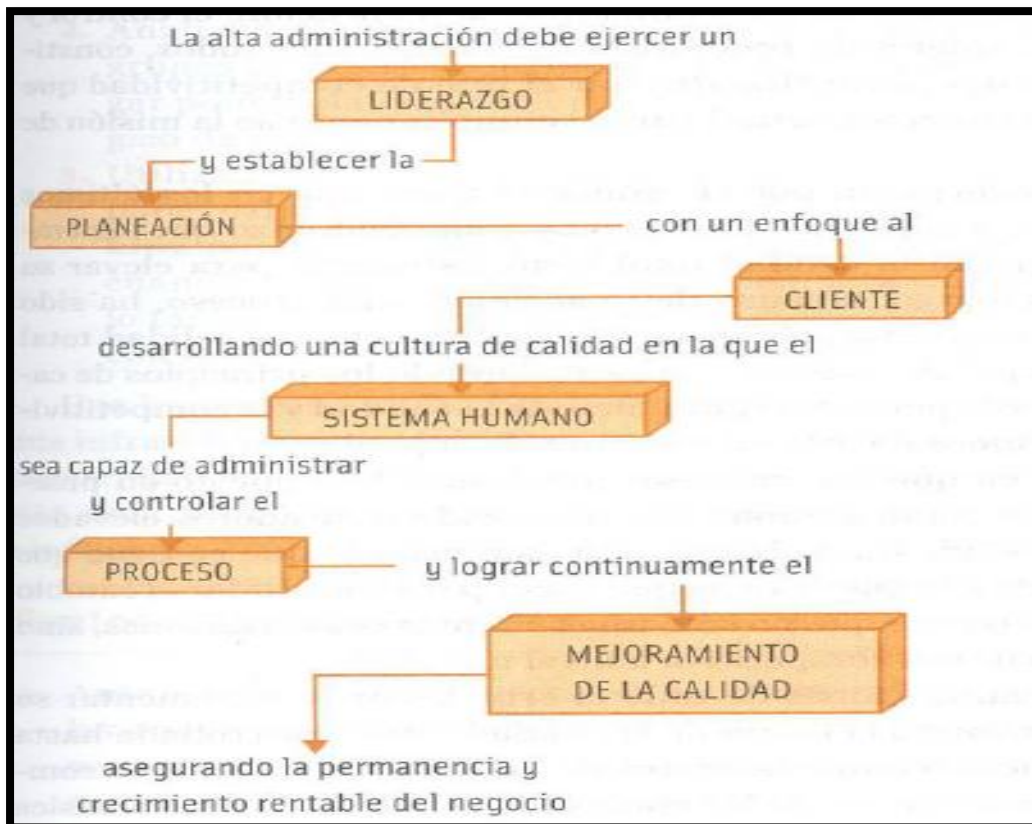 La alta administración debe ejercer un
LIDERAZGO
y establecer la
PLANEACIÓN
con un enfoque al
CLIENTE
desarrollando una cultura de calidad en la que el
SISTEMA HUMANO
sea capaz de administrar
y controlar el
PROCESO
y lograr continuamente el
MEJORAMIENTO
DE LA CALIDAD
asegurando la permanencia y
crecimiento rentable del negocio